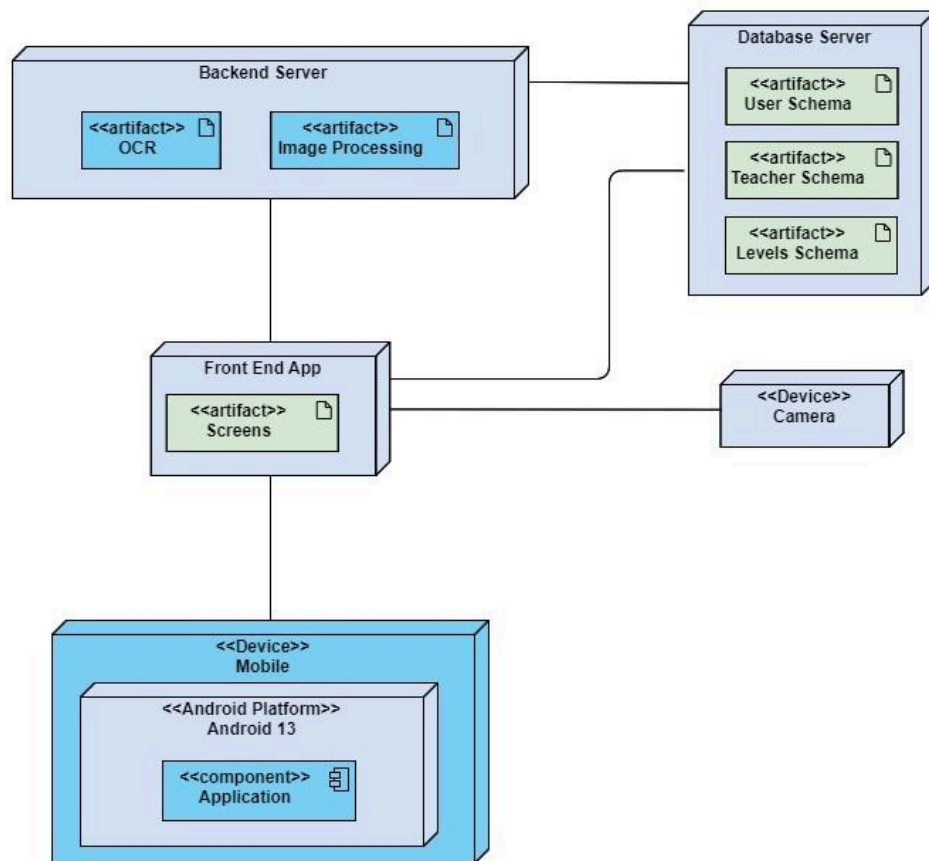 Backend Server
<<artifact>>
OCR
<<artifact>>
Image Processing
Database Server
<<artifact>>
User Schema
<<artifact>>
Teacher Schema
<<artifact>>
Levels Schema
Front End App
<<artifact>>
Screens
<<Device>>
Camera
<<Device>>
Mobile
<<Android Platform>>
Android 13
<<component>>
Application